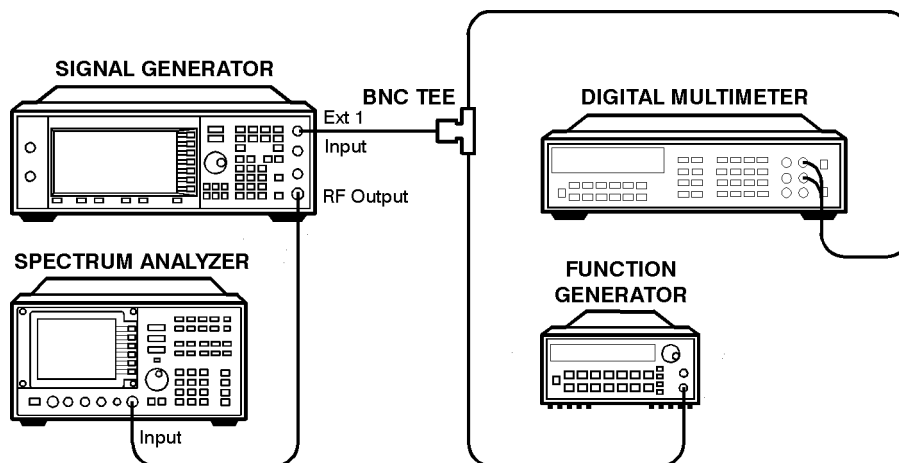 SIGNAL GENERATOR
BNC TEE
DIGITAL MULTIMETER
Ext 1
Input
RF Output
SPECTRUM ANALYZER
FUNCTION
GENERATOR
Input